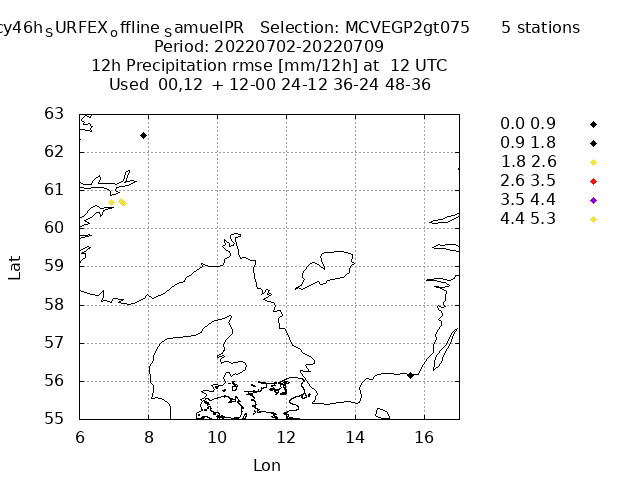 cy46h_SURFEX_offline_samuelPR Selection: MCVEGP2gt075 5 stations
Period: 20220702-20220709
12h Precipitation rmse [mm/12h] at 12 UTC
Used 00,12 + 12-00 24-12 36-24 48-36
63
62
61
60
59
58
57
56
55
Lat
6 8 10 12 14 16
Lon
0.0 0.9
0.9 1.8
1.8 2.6
2.6 3.5
3.5 4.4
4.4 5.3